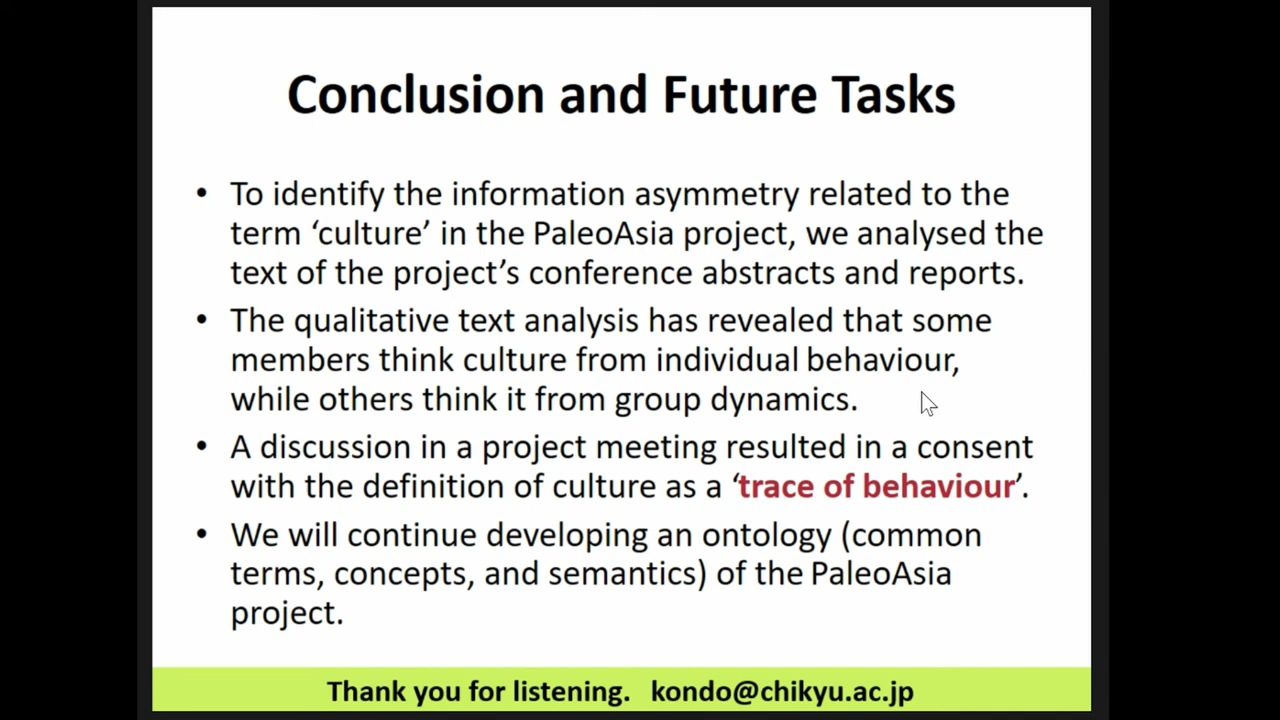 Conclusion and Future Tasks
• To identify the information asymmetry related to the
term ‘culture’ in the PaleoAsia project, we analysed the
text of the project’s conference abstracts and reports.
• The qualitative text analysis has revealed that some
members think culture from individual behaviour,
while others think it from group dynamics.
• A discussion in a project meeting resulted in a consent
with the definition of culture as a ‘trace of behaviour’.
• We will continue developing an ontology (common
terms, concepts, and semantics) of the PaleoAsia
project.
Thank you for listening. kondo@chikyu.ac.jp